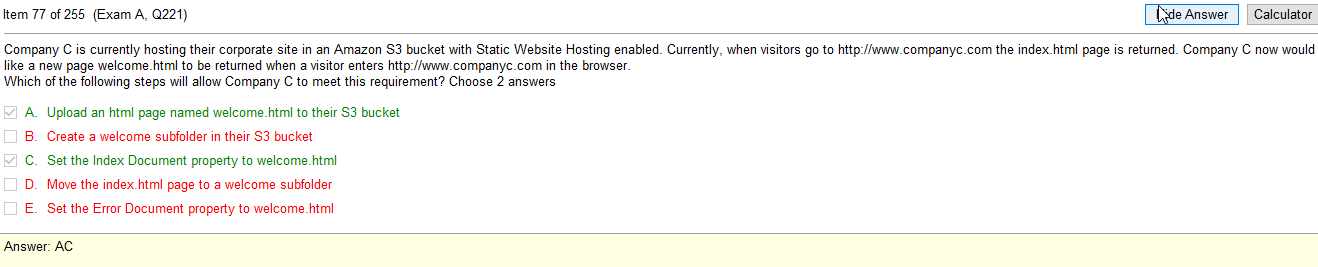 Item 77 of 255 (Exam A, Q221)
Hide Answer
Calculator
Company C is currently hosting their corporate site in an Amazon S3 bucket with Static Website Hosting enabled. Currently, when visitors go to http://www.companyc.com the index.html page is returned. Company C now would
like a new page welcome.html to be returned when a visitor enters http://www.companyc.com in the browser.
Which of the following steps will allow Company C to meet this requirement? Choose 2 answers
A. Upload an html page named welcome.html to their S3 bucket
B. Create a welcome subfolder in their S3 bucket
C. Set the Index Document property to welcome.html
D. Move the index.html page to a welcome subfolder
E. Set the Error Document property to welcome.html
Answer: AC